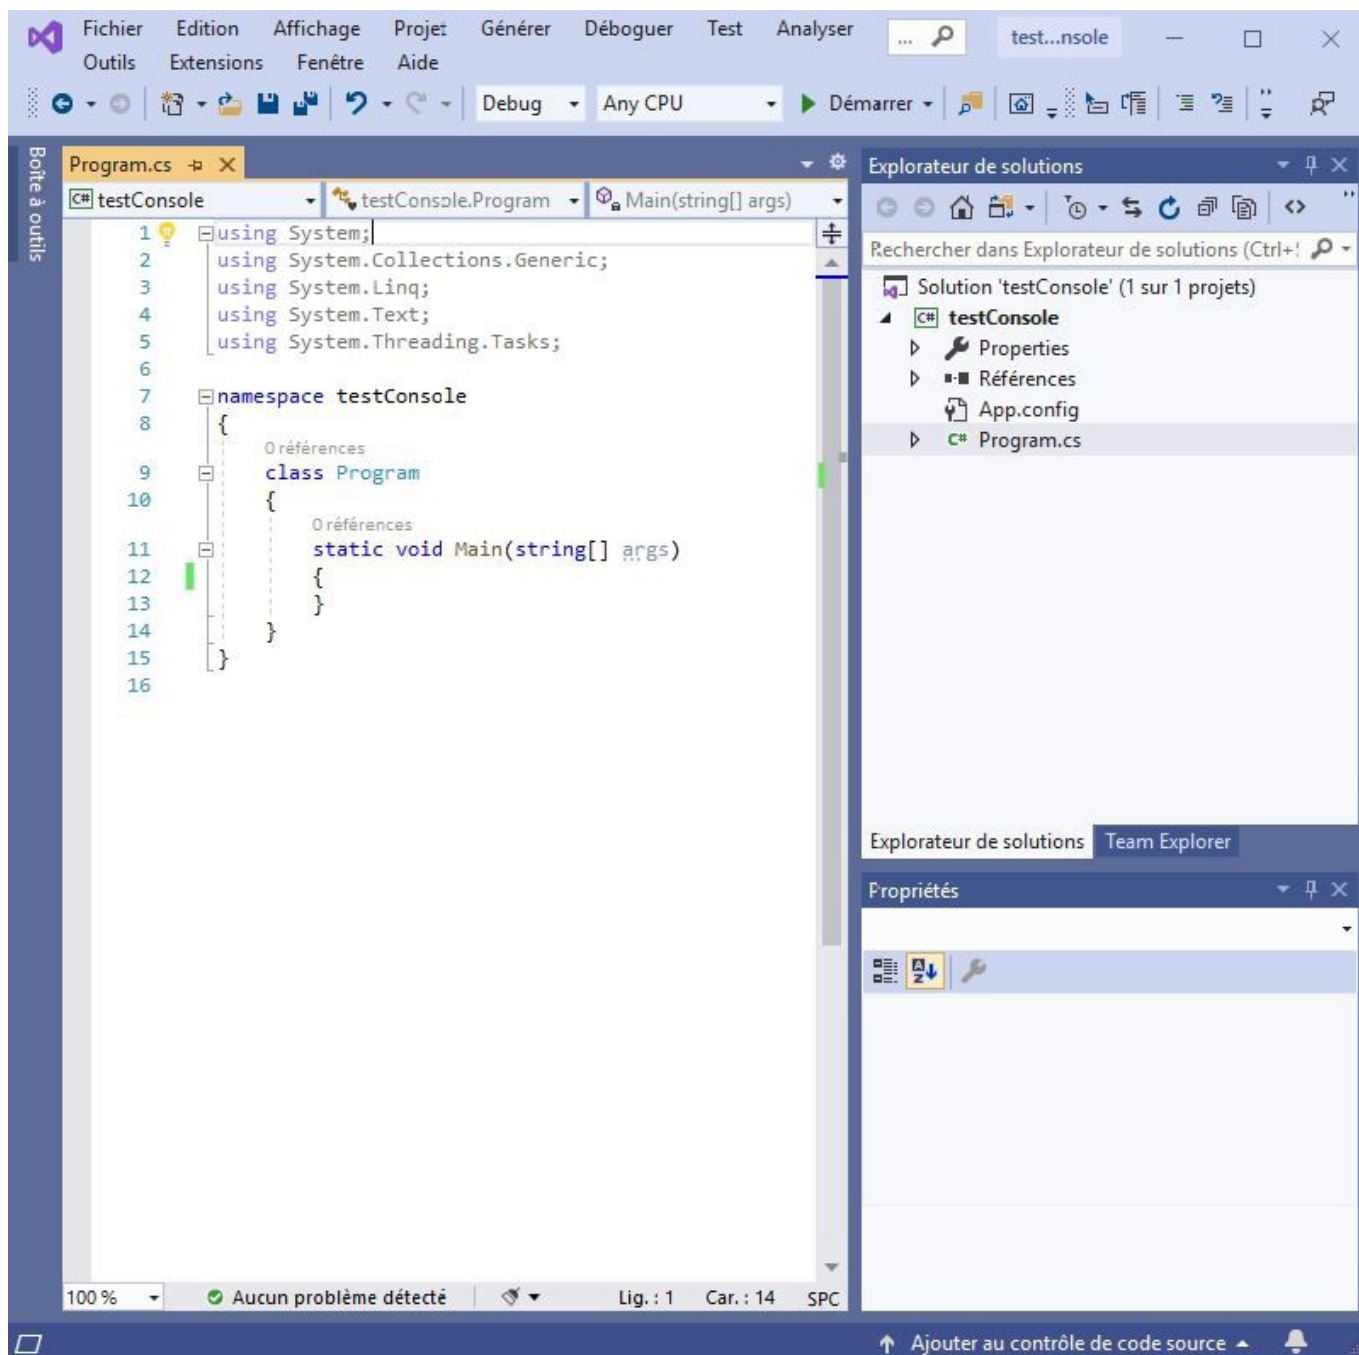 Fichier Edition Affichage Projet Générer Déboguer Test Analyser ... test...nsole
Outils Extensions Fenêtre Aide
Debug Any CPU Démarrer
Boîte à outils
Program.cs
testConsole testConsole.Program Main(string[] args)
1 using System;
2 using System.Collections.Generic;
3 using System.Linq;
4 using System.Text;
5 using System.Threading.Tasks;
6
7 namespace testConsole
8 {
0 références
9 class Program
10 {
0 références
11 static void Main(string[] args)
12 {
13 }
14 }
15 }
16
100 % Aucun problème détecté Lig. : 1 Car. : 14 SPC
Explorateur de solutions
Rechercher dans Explorateur de solutions (Ctrl+;
Solution 'testConsole' (1 sur 1 projets)
C# testConsole
Properties
Références
App.config
C# Program.cs
Explorateur de solutions Team Explorer
Propriétés
Ajouter au contrôle de code source